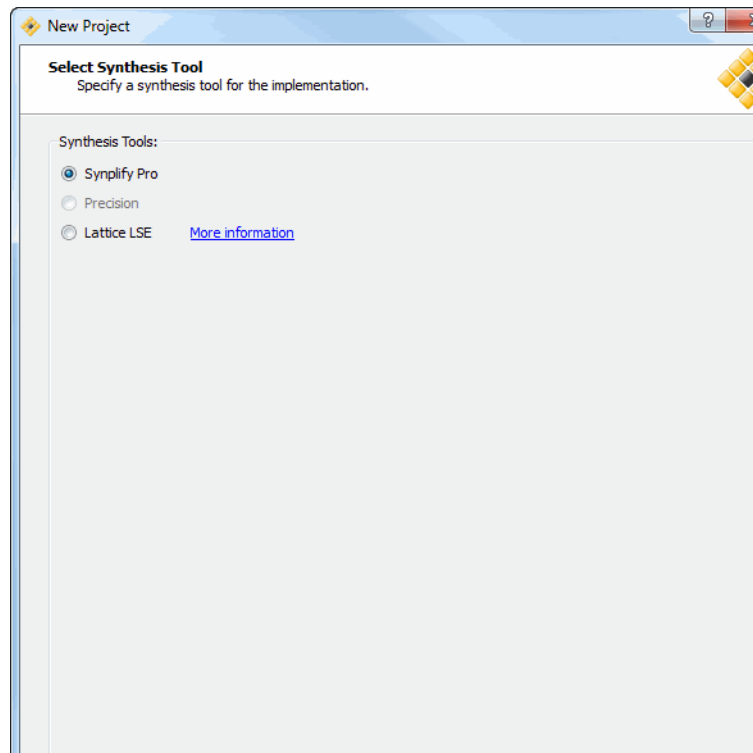 New Project
Select Synthesis Tool
Specify a synthesis tool for the implementation.
Synthesis Tools:
Synplify Pro
Precision
Lattice LSE More information